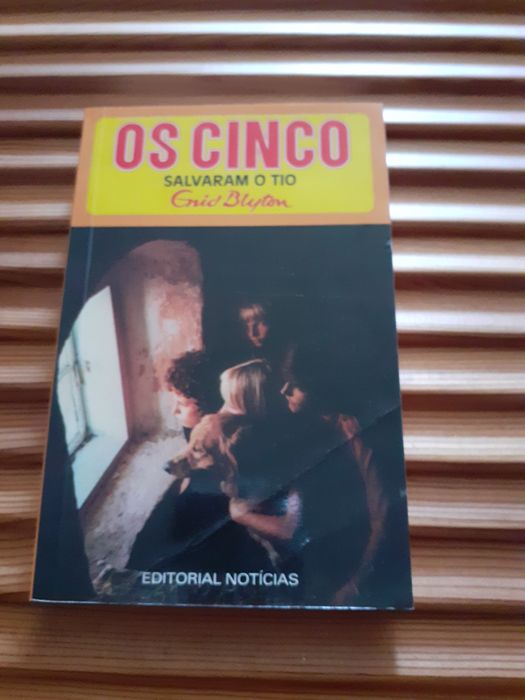 OS CINCO
SALVARAM O TIO
Enid Blyton
EDITORIAL NOTÍCIAS